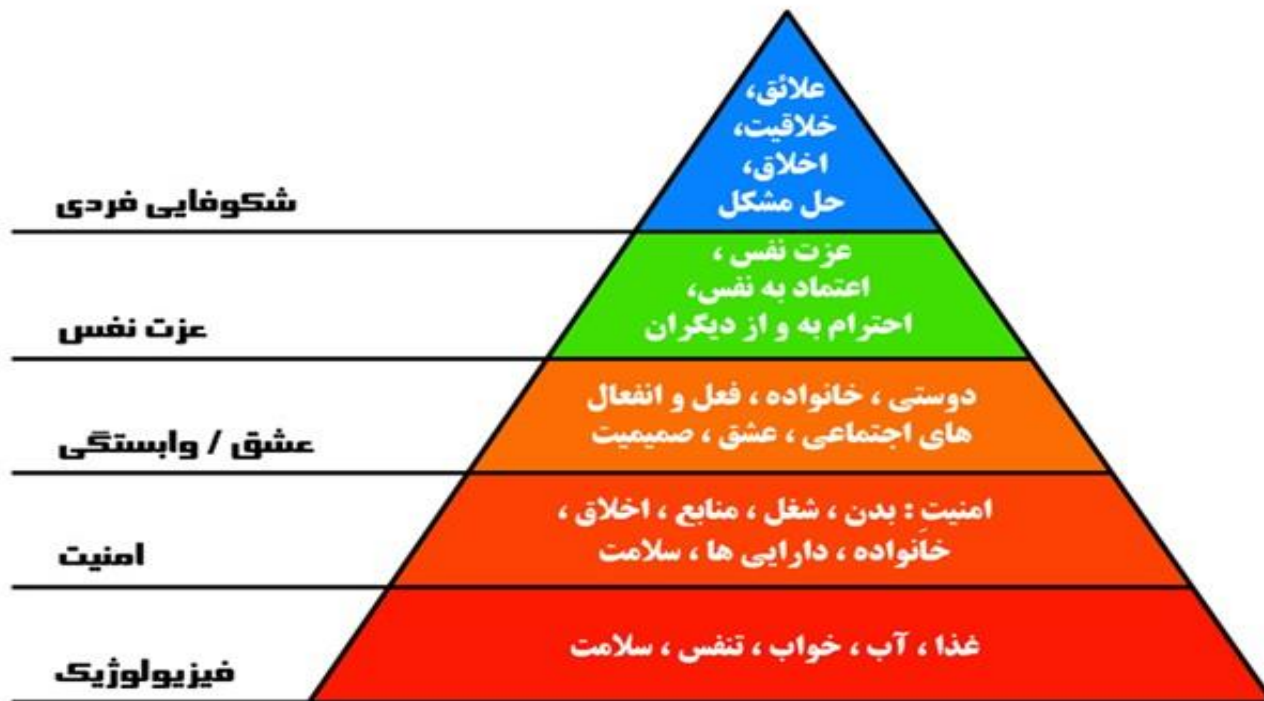 علائق،
خلاقیت،
اخلاق،
حل مشکل
شکوفایی فردی
عزت نفس ،
اعتماد به نفس،
احترام به و از دیگران
عزت نفس
دوستی ، خانواده ، فعل و انفعال
های اجتماعی ، عشق ، صمیمیت
عشق / وابستگی
امنیت : بدن ، شغل ، منابع ، اخلاق ،
خانواده ، دارایی ها ، سلامت
امنیت
غذا ، آب ، خواب ، تنفس ، سلامت
فیزیولوژیک